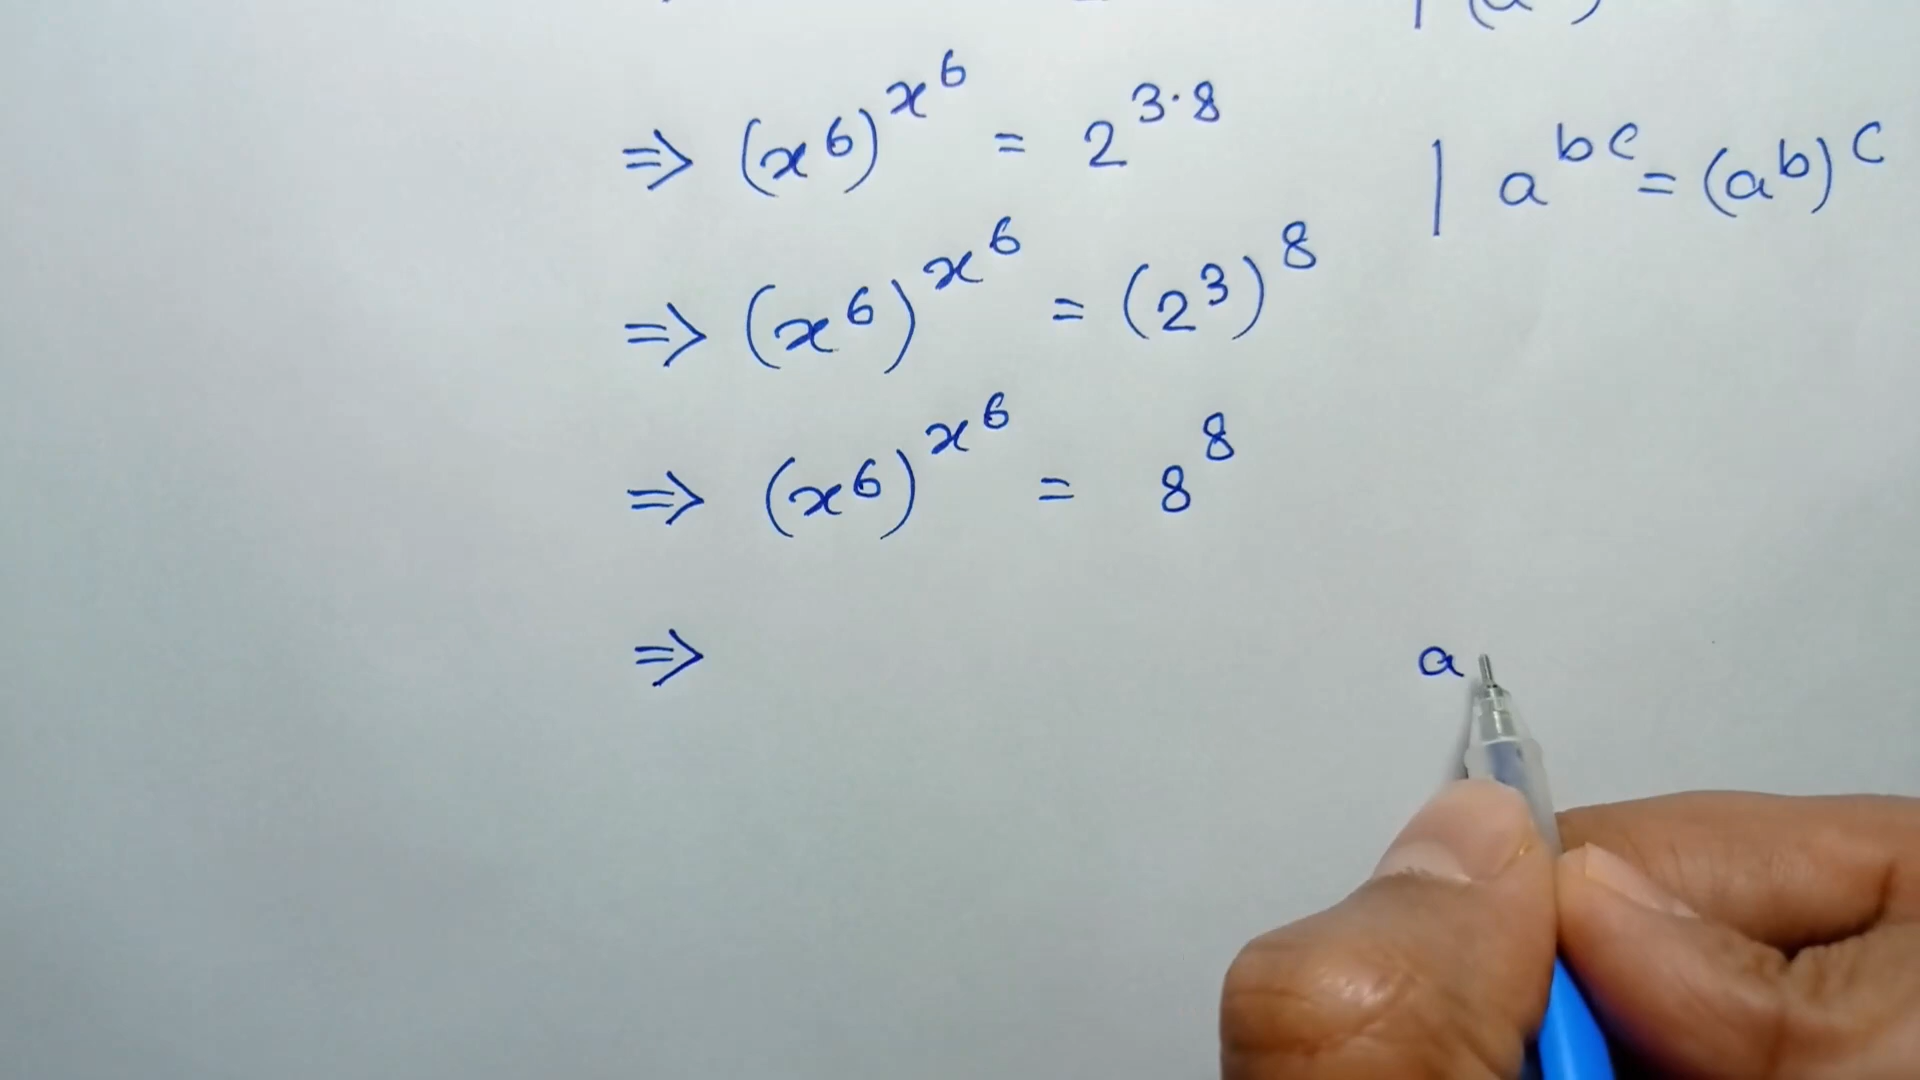 ⇒ (x⁶)^x⁶ = 2^3·8
| a^bc = (a^b)^c
⇒ (x⁶)^x⁶ = (2³)⁸
⇒ (x⁶)^x⁶ = 8⁸
⇒ a